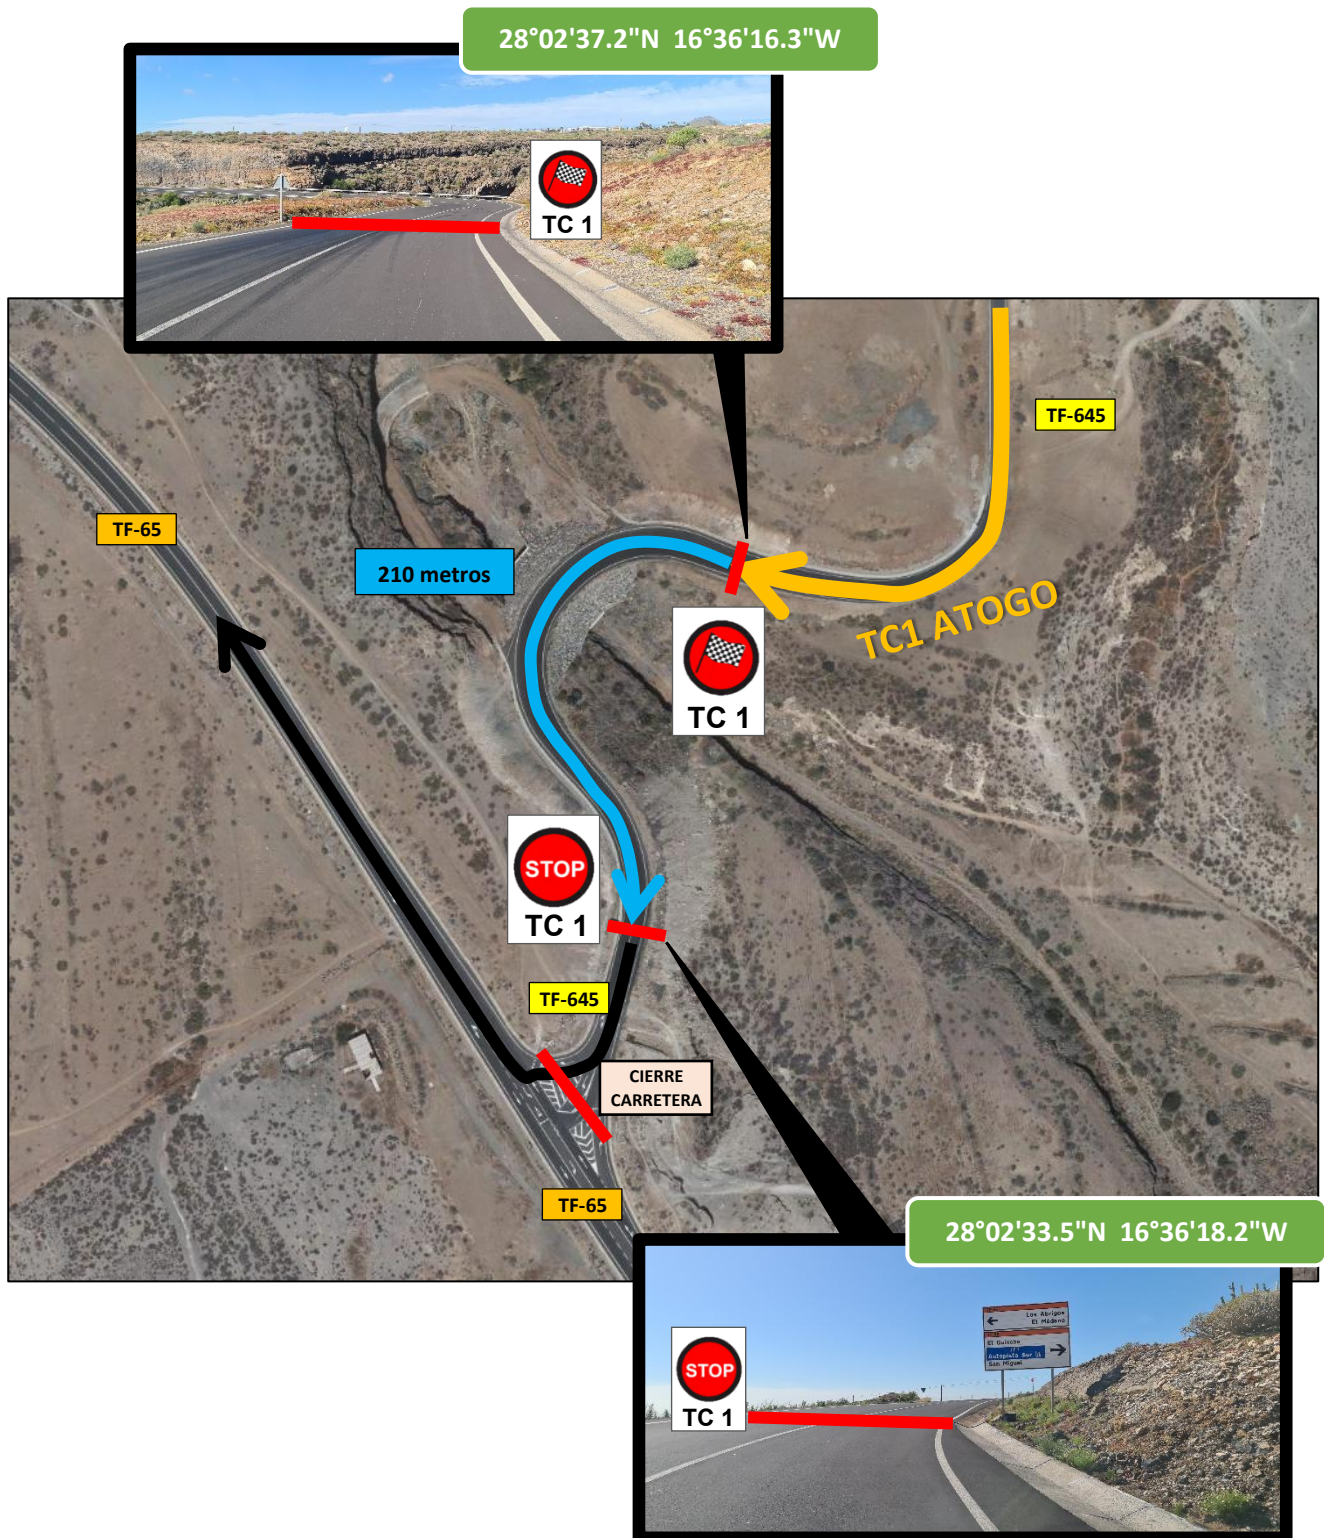 28°02'37.2"N 16°36'16.3"W
TC 1
TF-645
TF-65
210 metros
TC1 ATOGO
TC 1
STOP
TC 1
TF-645
CIERRE
CARRETERA
TF-65
28°02'33.5"N 16°36'18.2"W
Los Abrigos
El Médano
El Guincho
Autopista Sur
San Miguel
STOP
TC 1